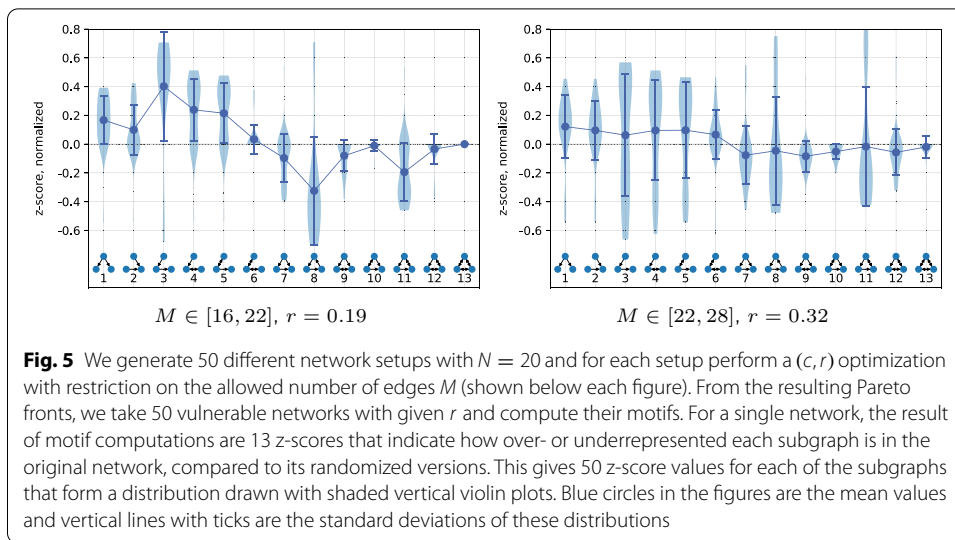 0.8
0.6
0.4
0.2
0.0
-0.2
-0.4
-0.6
z-score, normalized
1 2 3 4 5 6 7 8 9 10 11 12 13
M ∈ [16, 22], r = 0.19
0.8
0.6
0.4
0.2
0.0
-0.2
-0.4
-0.6
z-score, normalized
1 2 3 4 5 6 7 8 9 10 11 12 13
M ∈ [22, 28], r = 0.32
Fig. 5 We generate 50 different network setups with N = 20 and for each setup perform a (c, r) optimization
with restriction on the allowed number of edges M (shown below each figure). From the resulting Pareto
fronts, we take 50 vulnerable networks with given r and compute their motifs. For a single network, the result
of motif computations are 13 z-scores that indicate how over- or underrepresented each subgraph is in the
original network, compared to its randomized versions. This gives 50 z-score values for each of the subgraphs
that form a distribution drawn with shaded vertical violin plots. Blue circles in the figures are the mean values
and vertical lines with ticks are the standard deviations of these distributions